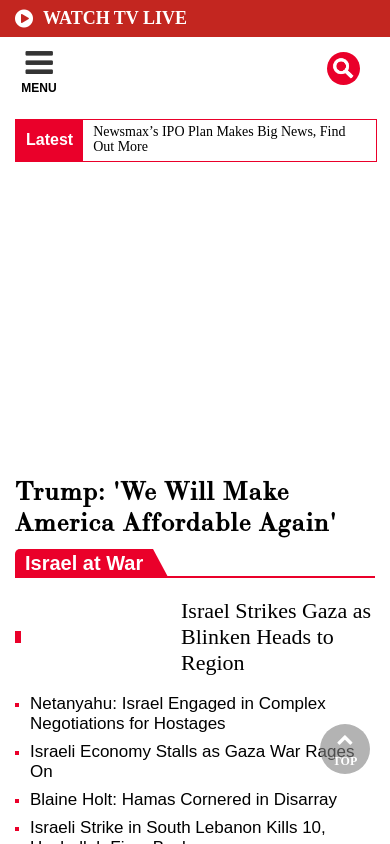 WATCH TV LIVE
MENU
Latest
Newsmax’s IPO Plan Makes Big News, Find
Out More
Trump: 'We Will Make
America Affordable Again'
Israel at War
Israel Strikes Gaza as
Blinken Heads to
Region
Netanyahu: Israel Engaged in Complex
Negotiations for Hostages
Israeli Economy Stalls as Gaza War Rages
On
TOP
Blaine Holt: Hamas Cornered in Disarray
Israeli Strike in South Lebanon Kills 10,